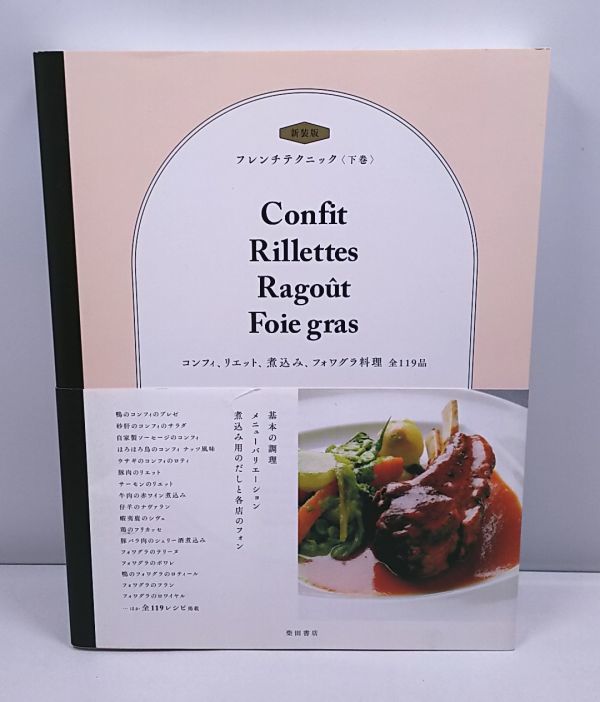 新装版
フレンチテクニック〈下巻〉
Confit
Rillettes
Ragoût
Foie gras
コンフィ、リエット、煮込み、フォワグラ料理 全119品
基本の調理
メニューバリエーション
煮込み用のだしと各店のフォン
鴨のコンフィのブレゼ
砂肝のコンフィのサラダ
自家製ソーセージのコンフィ
ほろほろ鳥のコンフィ ナッツ風味
ウサギのコンフィのロティ
豚肉のリエット
サーモンのリエット
牛肉の赤ワイン煮込み
仔羊のナヴァラン
蝦夷鹿のシヴェ
鶏のフリカッセ
豚バラ肉のシェリー酒煮込み
フォワグラのテリーヌ
フォワグラのポワレ
鴨のフォワグラのロティール
フォワグラのフラン
フォワグラのロワイヤル
…ほか 全119レシピ掲載
柴田書店